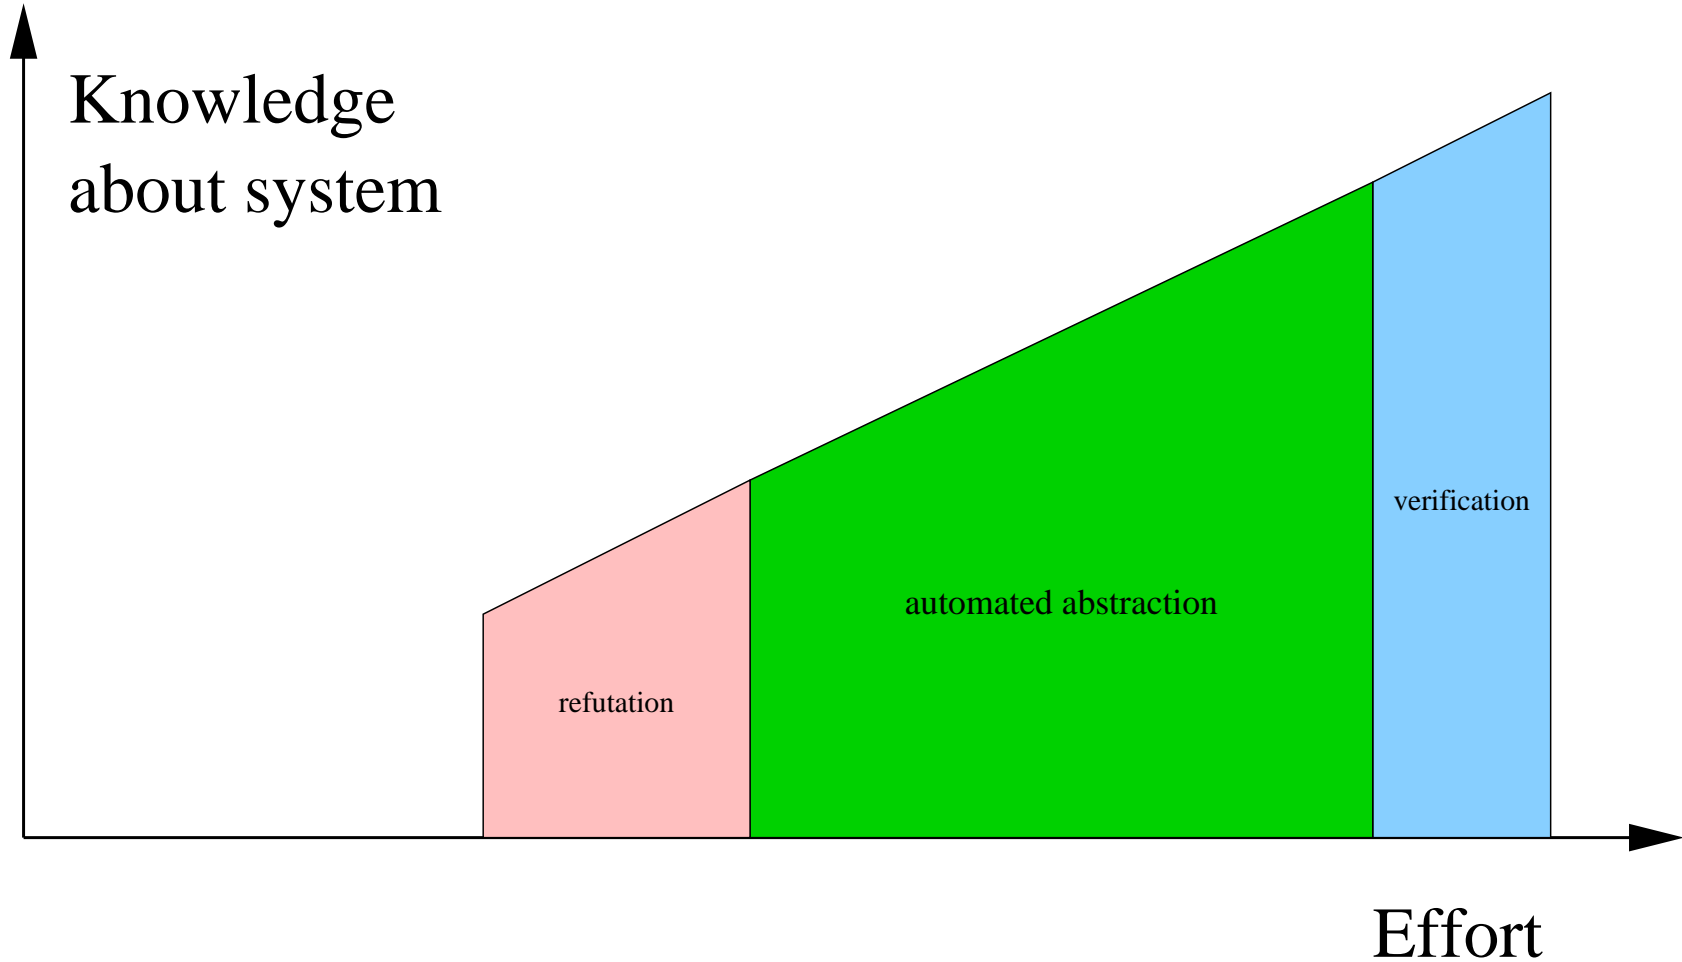 Knowledge
about system
verification
automated abstraction
refutation
Effort